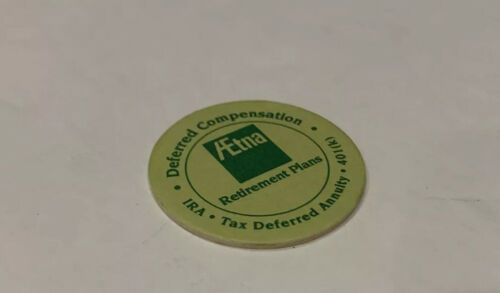 • Deferred Compensation •
Ætna
Retirement Plans
IRA • Tax Deferred Annuity • 401(k)